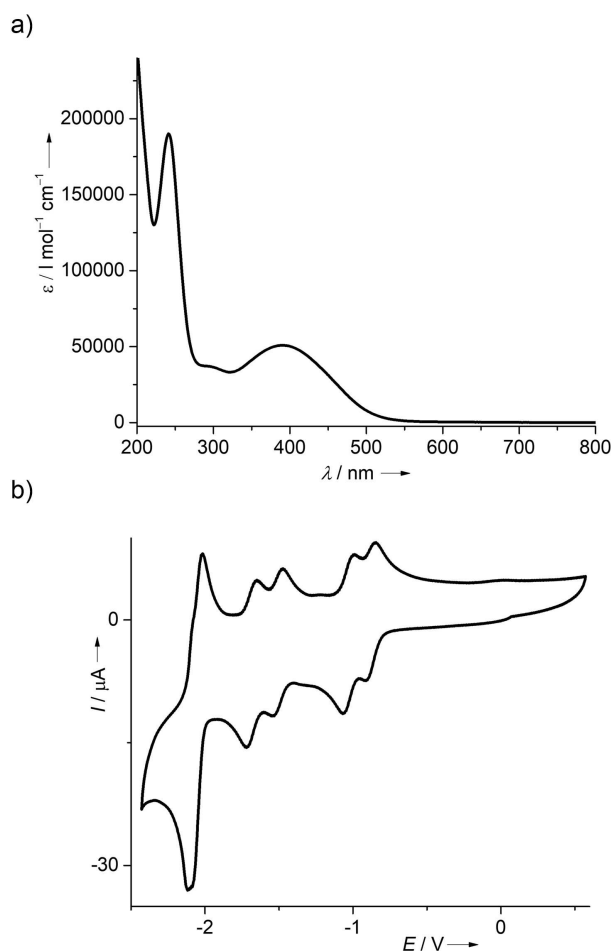 a)
ε / l mol⁻¹ cm⁻¹
200000
150000
100000
50000
0
200 300 400 500 600 700 800
λ / nm
b)
I / μA
0
-30
-2 -1 0
E / V